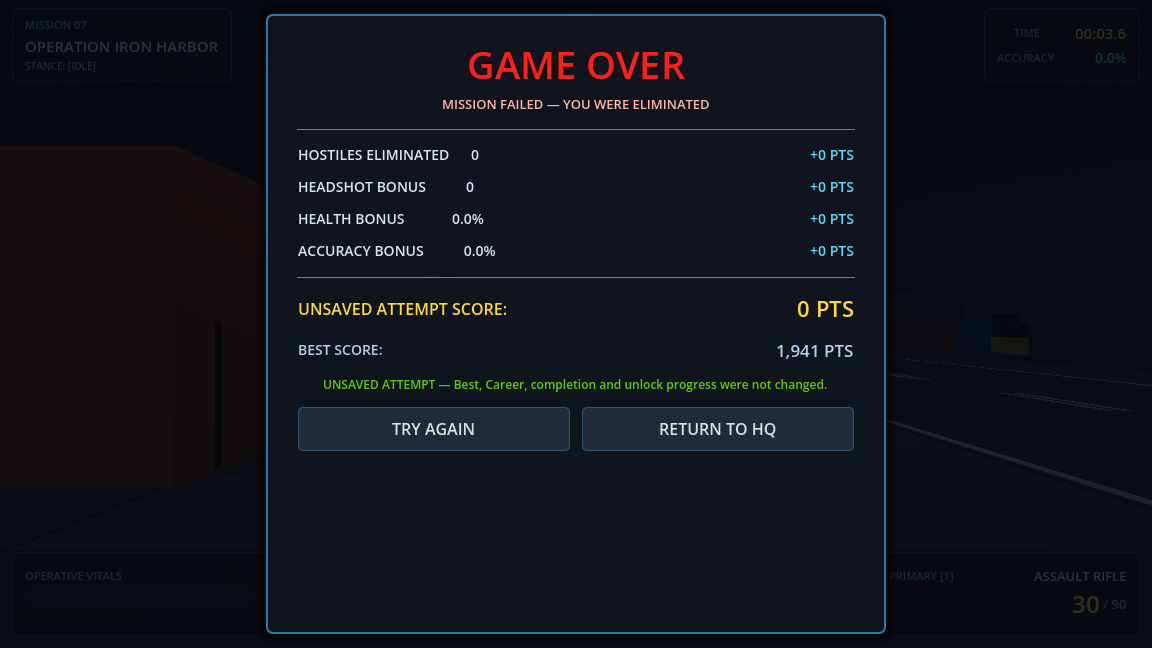 MISSION 07
OPERATION IRON HARBOR
STANCE: [IDLE]
TIME 00:03.6
ACCURACY 0.0%
GAME OVER
MISSION FAILED — YOU WERE ELIMINATED
HOSTILES ELIMINATED 0 +0 PTS
HEADSHOT BONUS 0 +0 PTS
HEALTH BONUS 0.0% +0 PTS
ACCURACY BONUS 0.0% +0 PTS
UNSAVED ATTEMPT SCORE: 0 PTS
BEST SCORE: 1,941 PTS
UNSAVED ATTEMPT — Best, Career, completion and unlock progress were not changed.
TRY AGAIN RETURN TO HQ
OPERATIVE VITALS
PRIMARY [1] ASSAULT RIFLE
30 / 90